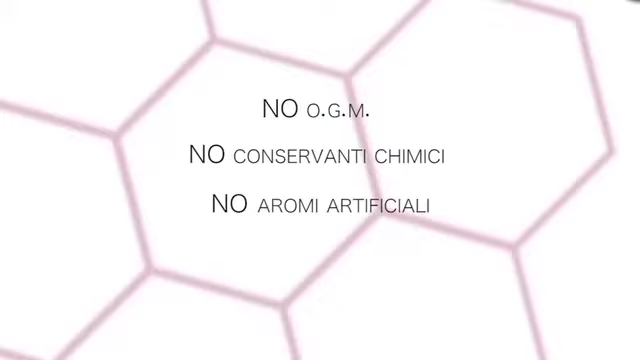 NO O.G.M.
NO CONSERVANTI CHIMICI
NO AROMI ARTIFICIALI